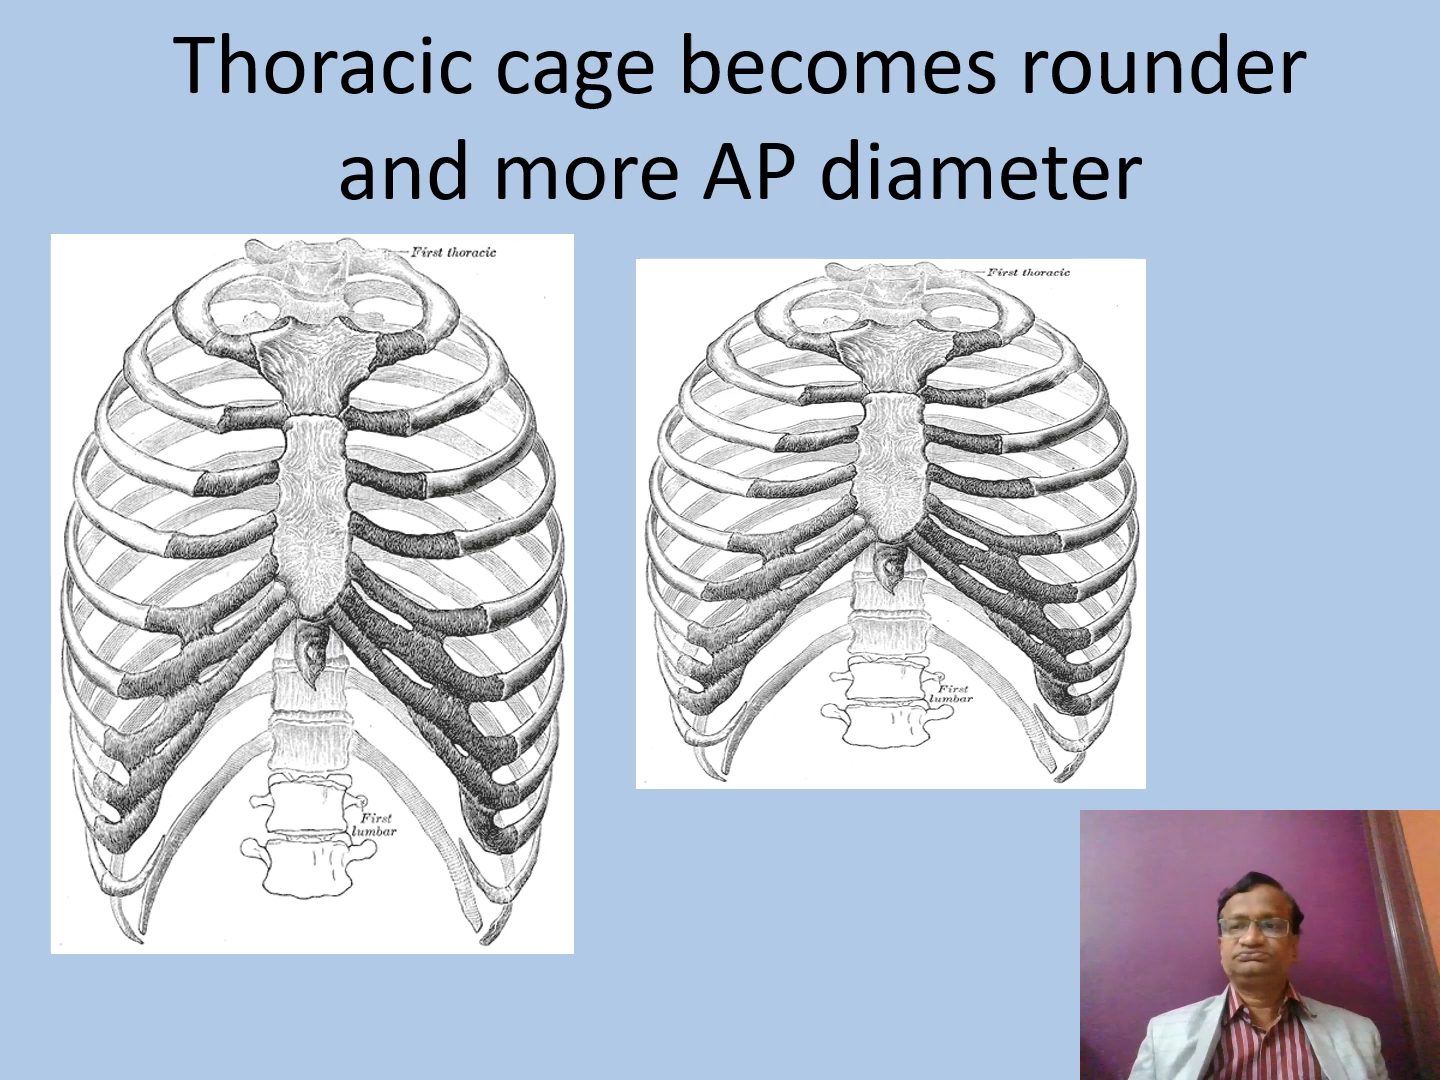 Thoracic cage becomes rounder
and more AP diameter
First thoracic
First
lumbar
First thoracic
First
lumbar